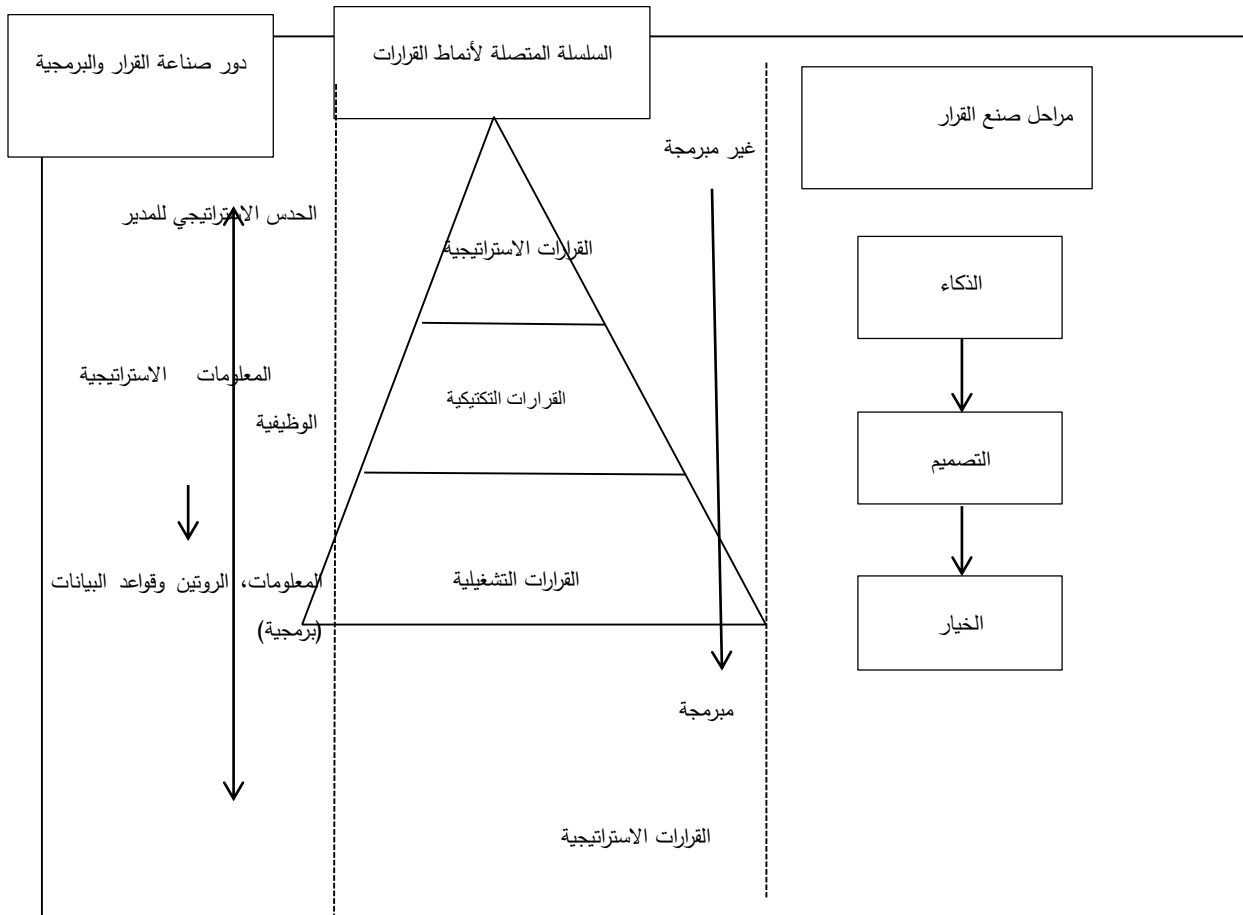 مراحل صنع القرار
الذكاء
التصميم
الخيار
السلسلة المتصلة لأنماط القرارات
غير مبرمجة
القرارات الاستراتيجية
القرارات التكتيكية
القرارات التشغيلية
مبرمجة
القرارات الاستراتيجية
دور صناعة القرار والبرمجية
الحدس الاستراتيجي للمدير
المعلومات الاستراتيجية
الوظيفية
المعلومات، الروتين وقواعد البيانات
(برمجية)